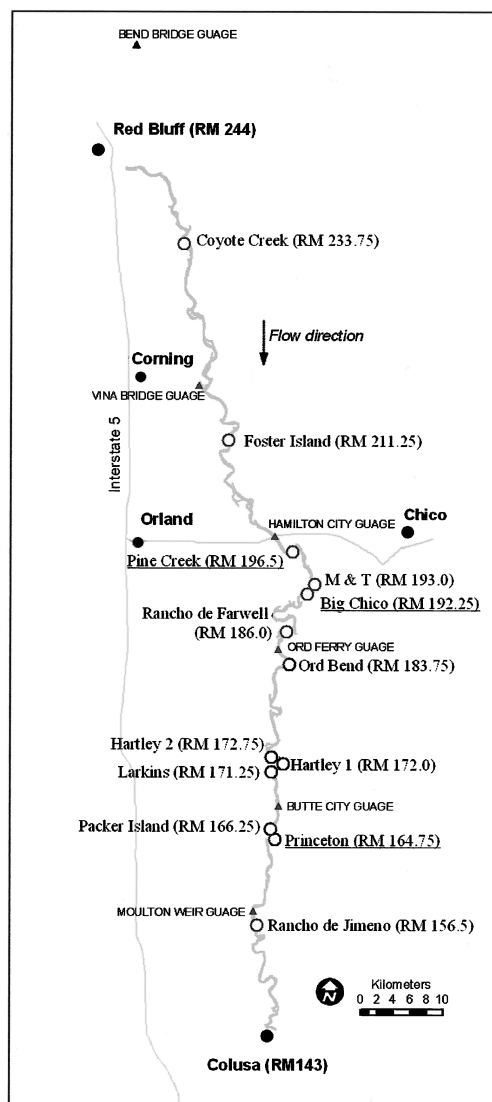 BEND BRIDGE GUAGE
Red Bluff (RM 244)
Coyote Creek (RM 233.75)
Flow direction
Corning
VINA BRIDGE GUAGE
Interstate 5
Foster Island (RM 211.25)
Orland
HAMILTON CITY GUAGE
Chico
Pine Creek (RM 196.5)
M & T (RM 193.0)
Big Chico (RM 192.25)
Rancho de Farwell
(RM 186.0)
ORD FERRY GUAGE
Ord Bend (RM 183.75)
Hartley 2 (RM 172.75)
Hartley 1 (RM 172.0)
Larkins (RM 171.25)
BUTTE CITY GUAGE
Packer Island (RM 166.25)
Princeton (RM 164.75)
MOULTON WEIR GUAGE
Rancho de Jimeno (RM 156.5)
N
Kilometers
0 2 4 6 8 10
Colusa (RM143)